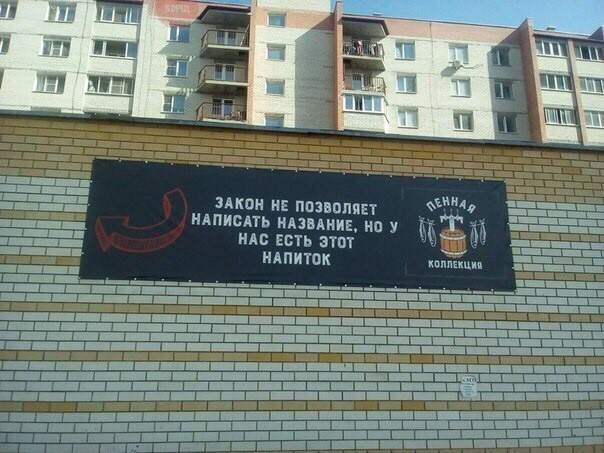 ЗАКОН НЕ ПОЗВОЛЯЕТ
НАПИСАТЬ НАЗВАНИЕ, НО У
НАС ЕСТЬ ЭТОТ
НАПИТОК
ПЕННАЯ
КОЛЛЕКЦИЯ